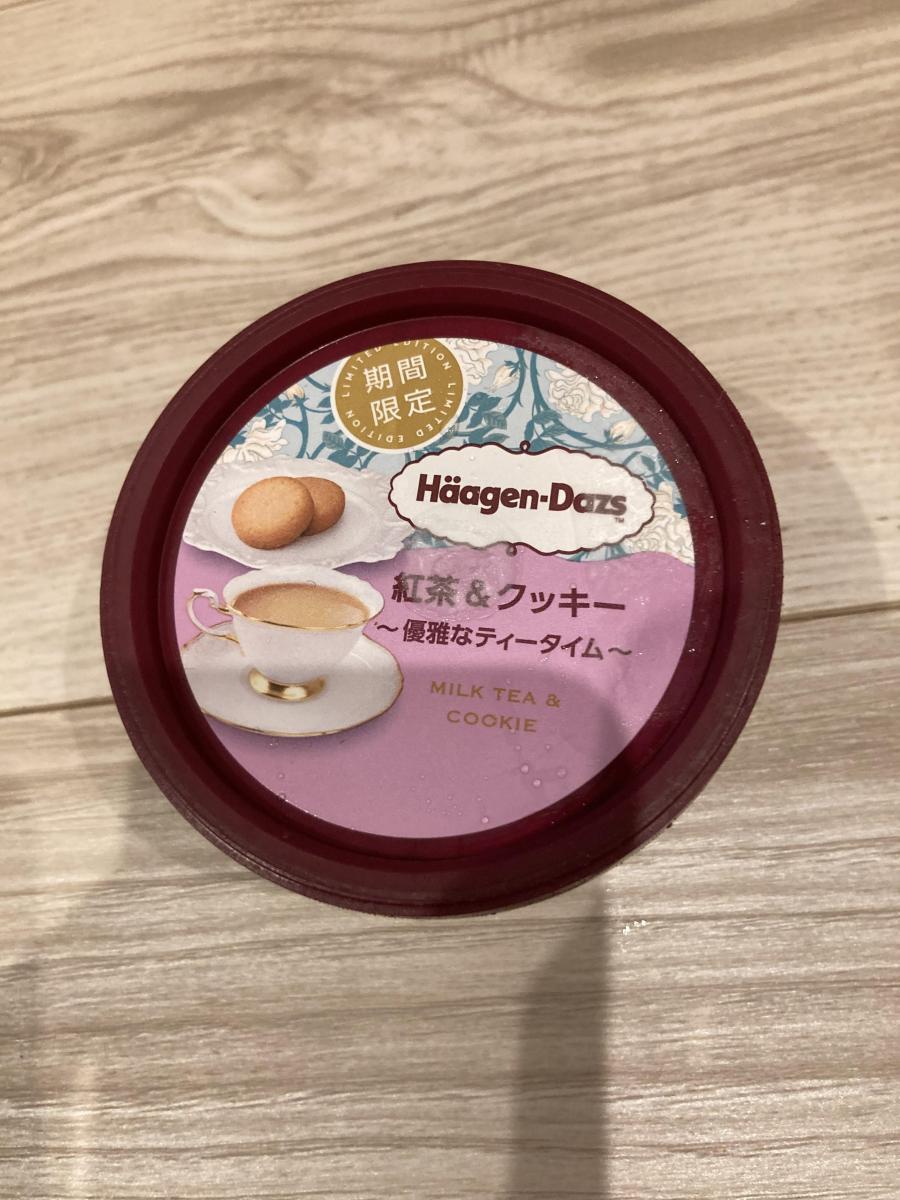 LIMITED EDITION
期間
限定
LIMITED EDITION
Häagen-Dazs™
紅茶&クッキー
～優雅なティータイム～
MILK TEA &
COOKIE